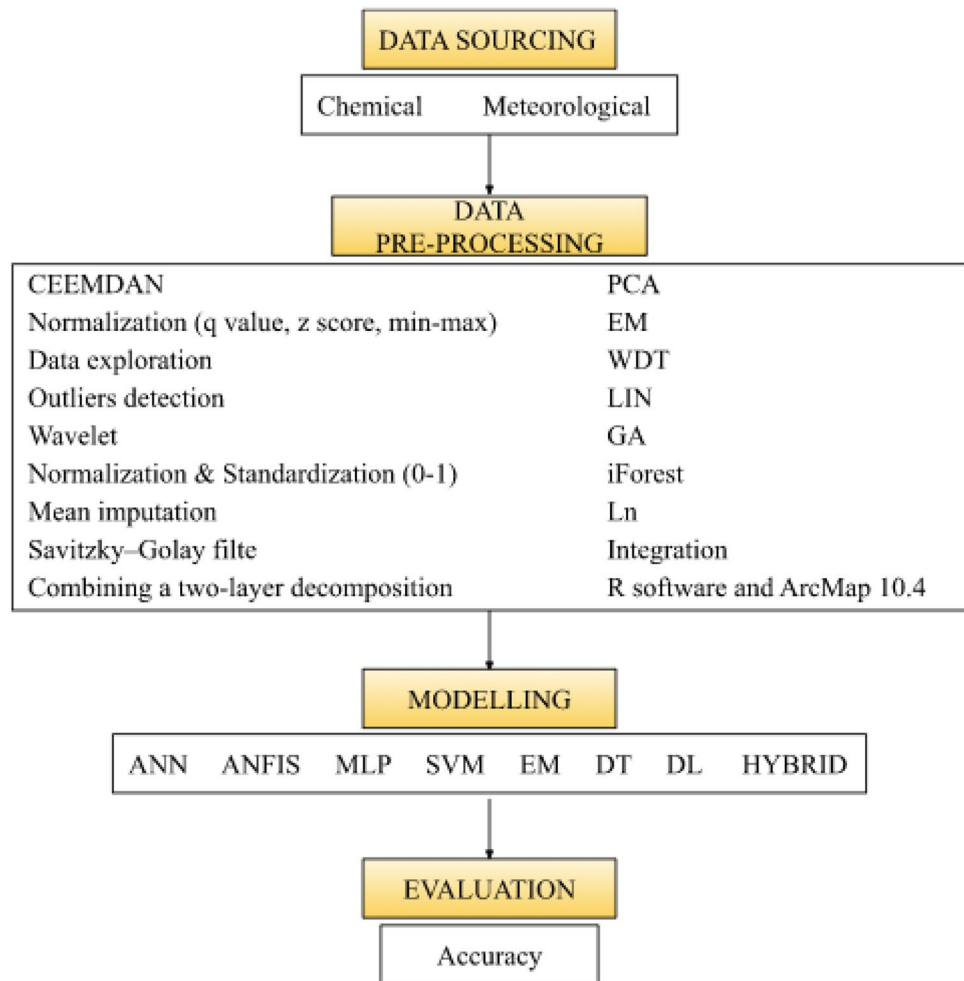 DATA SOURCING
Chemical Meteorological
DATA
PRE-PROCESSING
CEEMDAN
Normalization (q value, z score, min-max)
Data exploration
Outliers detection
Wavelet
Normalization & Standardization (0-1)
Mean imputation
Savitzky–Golay filte
Combining a two-layer decomposition
PCA
EM
WDT
LIN
GA
iForest
Ln
Integration
R software and ArcMap 10.4
MODELLING
ANN ANFIS MLP SVM EM DT DL HYBRID
EVALUATION
Accuracy